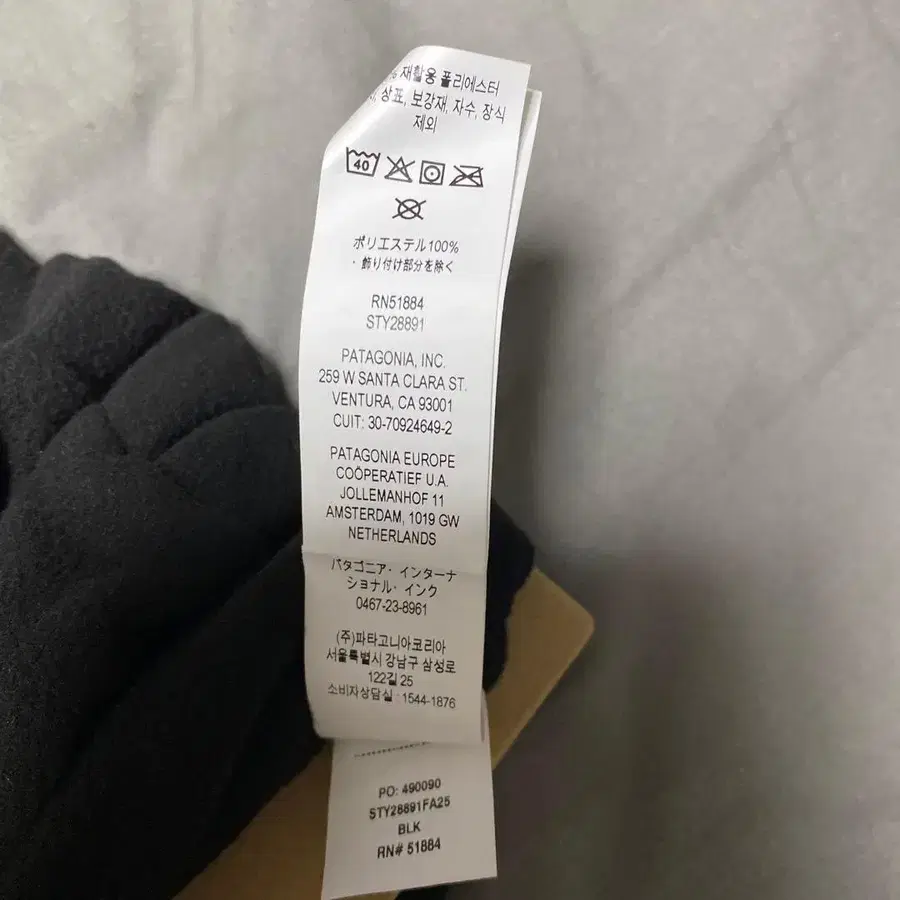 % 재활용 폴리에스터
상표, 보강재, 자수, 장식
제외
40
ポリエステル100%
・飾り付け部分を除く
RN51884
STY28891
PATAGONIA, INC.
259 W SANTA CLARA ST.
VENTURA, CA 93001
CUIT: 30-70924649-2
PATAGONIA EUROPE
COÖPERATIEF U.A.
JOLLEMANHOF 11
AMSTERDAM, 1019 GW
NETHERLANDS
パタゴニア・インターナ
ショナル・インク
0467-23-8961
(주)파타고니아코리아
서울특별시 강남구 삼성로
122길 25
소비자상담실 : 1544-1876
PO: 490090
STY28891FA25
BLK
RN# 51884